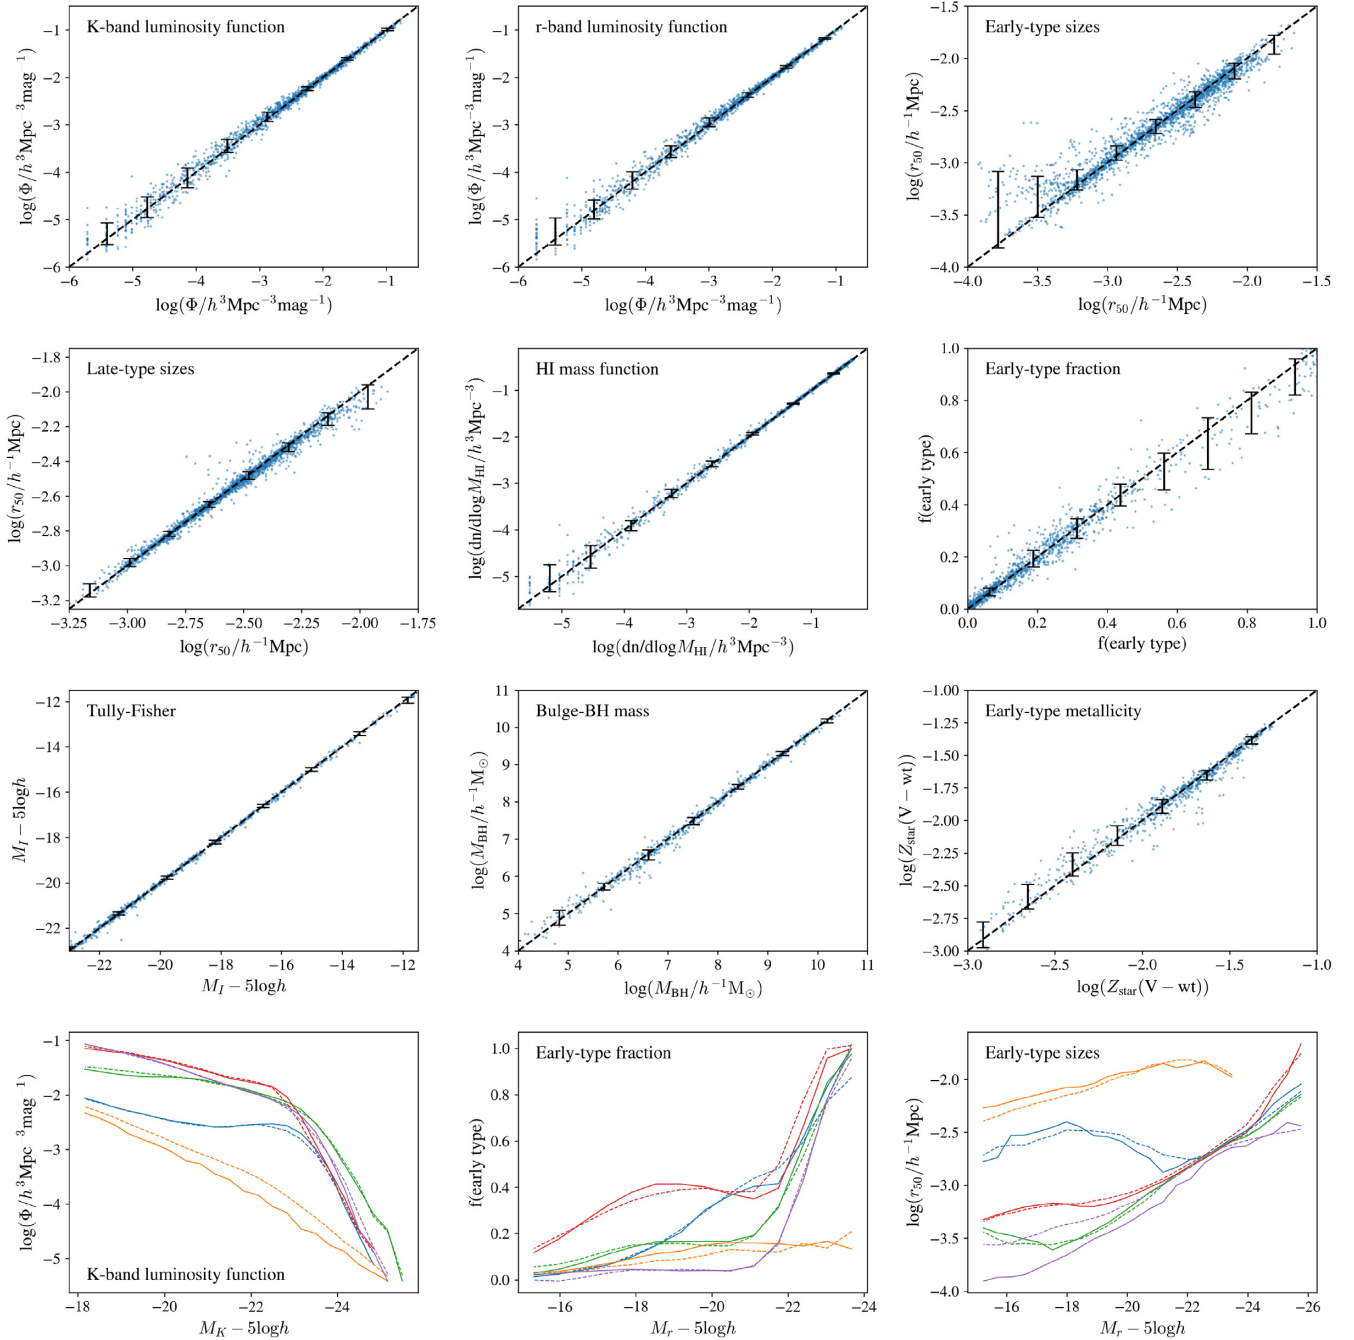 K-band luminosity function
log(Φ/h³Mpc⁻³mag⁻¹)
−1
−2
−3
−4
−5
−6
−6 −5 −4 −3 −2 −1
log(Φ/h³Mpc⁻³mag⁻¹)
r-band luminosity function
log(Φ/h³Mpc⁻³mag⁻¹)
−1
−2
−3
−4
−5
−6
−6 −5 −4 −3 −2 −1
log(Φ/h³Mpc⁻³mag⁻¹)
Early-type sizes
log(r₅₀/h⁻¹Mpc)
−1.5
−2.0
−2.5
−3.0
−3.5
−4.0
−4.0 −3.5 −3.0 −2.5 −2.0 −1.5
log(r₅₀/h⁻¹Mpc)
Late-type sizes
log(r₅₀/h⁻¹Mpc)
−1.8
−2.0
−2.2
−2.4
−2.6
−2.8
−3.0
−3.2
−3.25 −3.00 −2.75 −2.50 −2.25 −2.00 −1.75
log(r₅₀/h⁻¹Mpc)
HI mass function
log(dn/dlogM_HI/h³Mpc⁻³)
−1
−2
−3
−4
−5
−5 −4 −3 −2 −1
log(dn/dlogM_HI/h³Mpc⁻³)
Early-type fraction
f(early type)
1.0
0.8
0.6
0.4
0.2
0.0
0.0 0.2 0.4 0.6 0.8 1.0
f(early type)
Tully-Fisher
M_I − 5logh
−12
−14
−16
−18
−20
−22
−22 −20 −18 −16 −14 −12
M_I − 5logh
Bulge-BH mass
log(M_BH/h⁻¹M⊙)
11
10
9
8
7
6
5
4
4 5 6 7 8 9 10 11
log(M_BH/h⁻¹M⊙)
Early-type metallicity
log(Z_star(V − wt))
−1.00
−1.25
−1.50
−1.75
−2.00
−2.25
−2.50
−2.75
−3.00
−3.0 −2.5 −2.0 −1.5 −1.0
log(Z_star(V − wt))
log(Φ/h³Mpc⁻³mag⁻¹)
−1
−2
−3
−4
−5
K-band luminosity function
−18 −20 −22 −24
M_K − 5logh
Early-type fraction
f(early type)
1.0
0.8
0.6
0.4
0.2
0.0
−16 −18 −20 −22 −24
M_r − 5logh
Early-type sizes
log(r₅₀/h⁻¹Mpc)
−2.0
−2.5
−3.0
−3.5
−4.0
−16 −18 −20 −22 −24 −26
M_r − 5logh